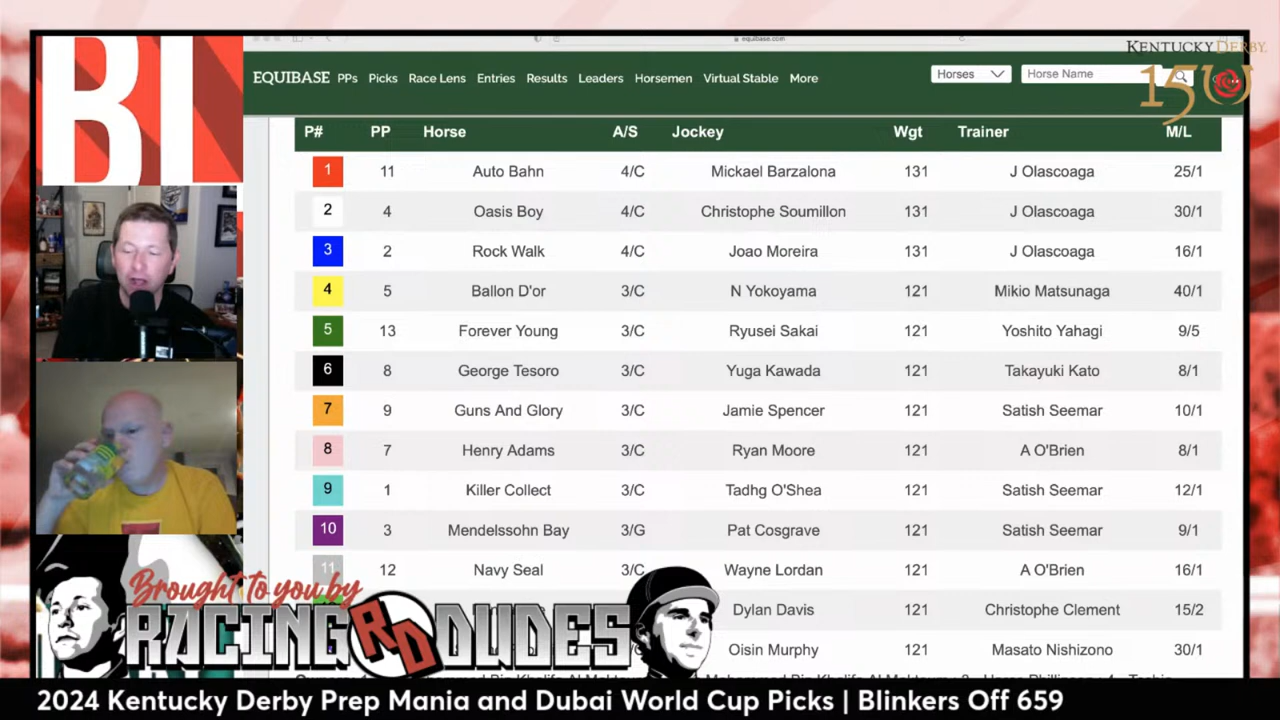 BL
equibase.com
KENTUCKY DERBY
150
EQUIBASE PPs Picks Race Lens Entries Results Leaders Horsemen Virtual Stable More Horses Horse Name
P# PP Horse A/S Jockey Wgt Trainer M/L
1 11 Auto Bahn 4/C Mickael Barzalona 131 J Olascoaga 25/1
2 4 Oasis Boy 4/C Christophe Soumillon 131 J Olascoaga 30/1
3 2 Rock Walk 4/C Joao Moreira 131 J Olascoaga 16/1
4 5 Ballon D'or 3/C N Yokoyama 121 Mikio Matsunaga 40/1
5 13 Forever Young 3/C Ryusei Sakai 121 Yoshito Yahagi 9/5
6 8 George Tesoro 3/C Yuga Kawada 121 Takayuki Kato 8/1
7 9 Guns And Glory 3/C Jamie Spencer 121 Satish Seemar 10/1
8 7 Henry Adams 3/C Ryan Moore 121 A O'Brien 8/1
9 1 Killer Collect 3/C Tadhg O'Shea 121 Satish Seemar 12/1
10 3 Mendelssohn Bay 3/G Pat Cosgrave 121 Satish Seemar 9/1
11 12 Navy Seal 3/C Wayne Lordan 121 A O'Brien 16/1
Dylan Davis 121 Christophe Clement 15/2
Oisin Murphy 121 Masato Nishizono 30/1
Brought to you by
RACING RD DUDES
2024 Kentucky Derby Prep Mania and Dubai World Cup Picks | Blinkers Off 659